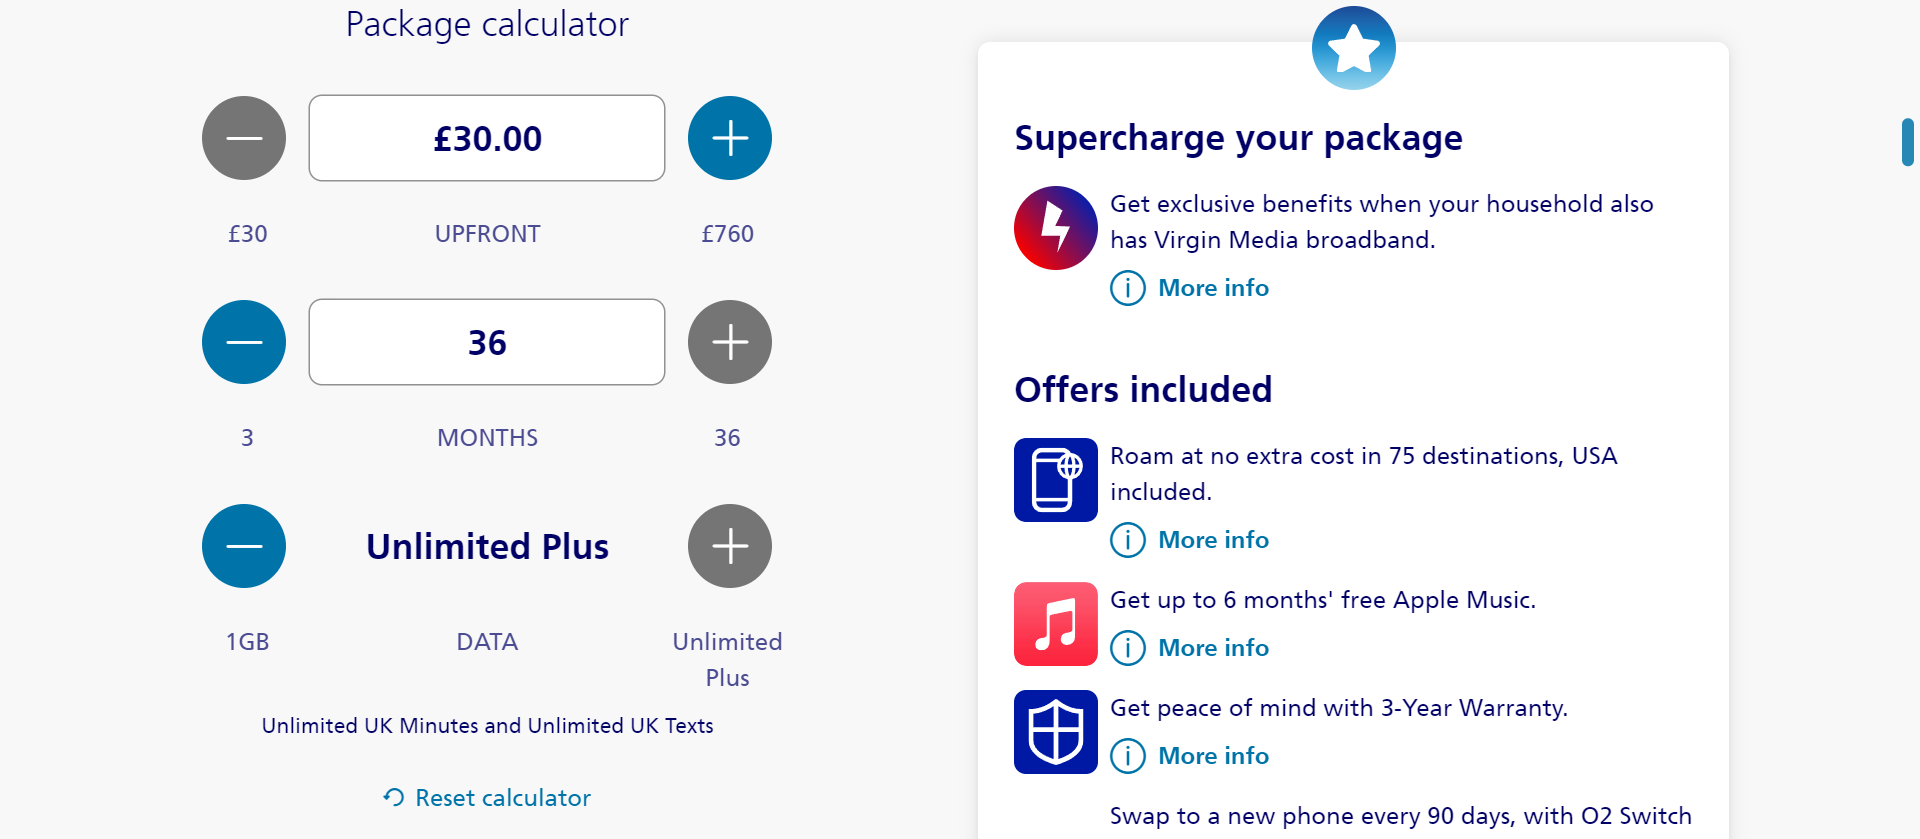 Package calculator
£30.00
£30
UPFRONT
£760
36
3
MONTHS
36
Unlimited Plus
1GB
DATA
Unlimited
Plus
Unlimited UK Minutes and Unlimited UK Texts
Reset calculator
Supercharge your package
Get exclusive benefits when your household also
has Virgin Media broadband.
More info
Offers included
Roam at no extra cost in 75 destinations, USA
included.
More info
Get up to 6 months' free Apple Music.
More info
Get peace of mind with 3-Year Warranty.
More info
Swap to a new phone every 90 days, with O2 Switch